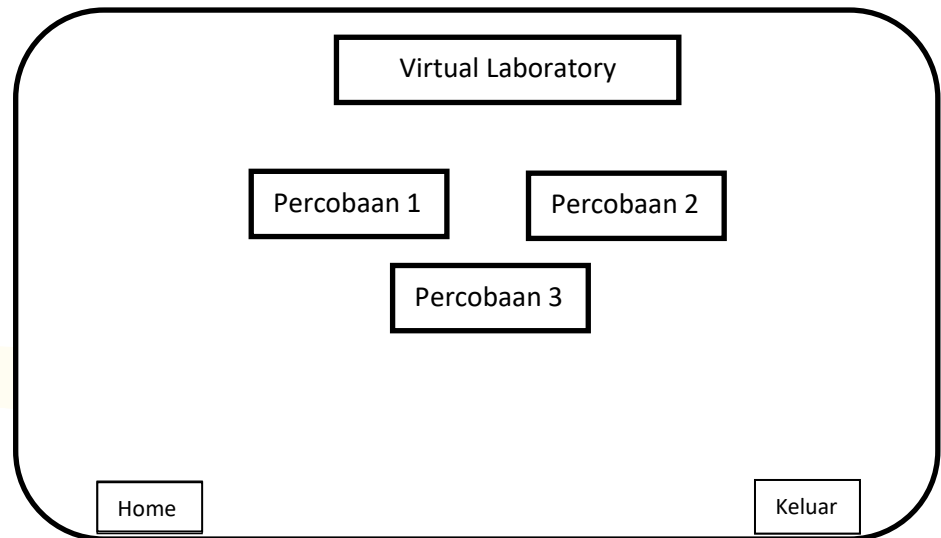 Virtual Laboratory
Percobaan 1
Percobaan 2
Percobaan 3
Home
Keluar